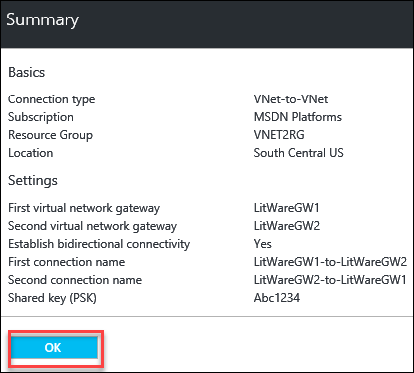 Summary
Basics
Connection type VNet-to-VNet
Subscription MSDN Platforms
Resource Group VNET2RG
Location South Central US
Settings
First virtual network gateway LitWareGW1
Second virtual network gateway LitWareGW2
Establish bidirectional connectivity Yes
First connection name LitWareGW1-to-LitWareGW2
Second connection name LitWareGW2-to-LitWareGW1
Shared key (PSK) Abc1234
OK